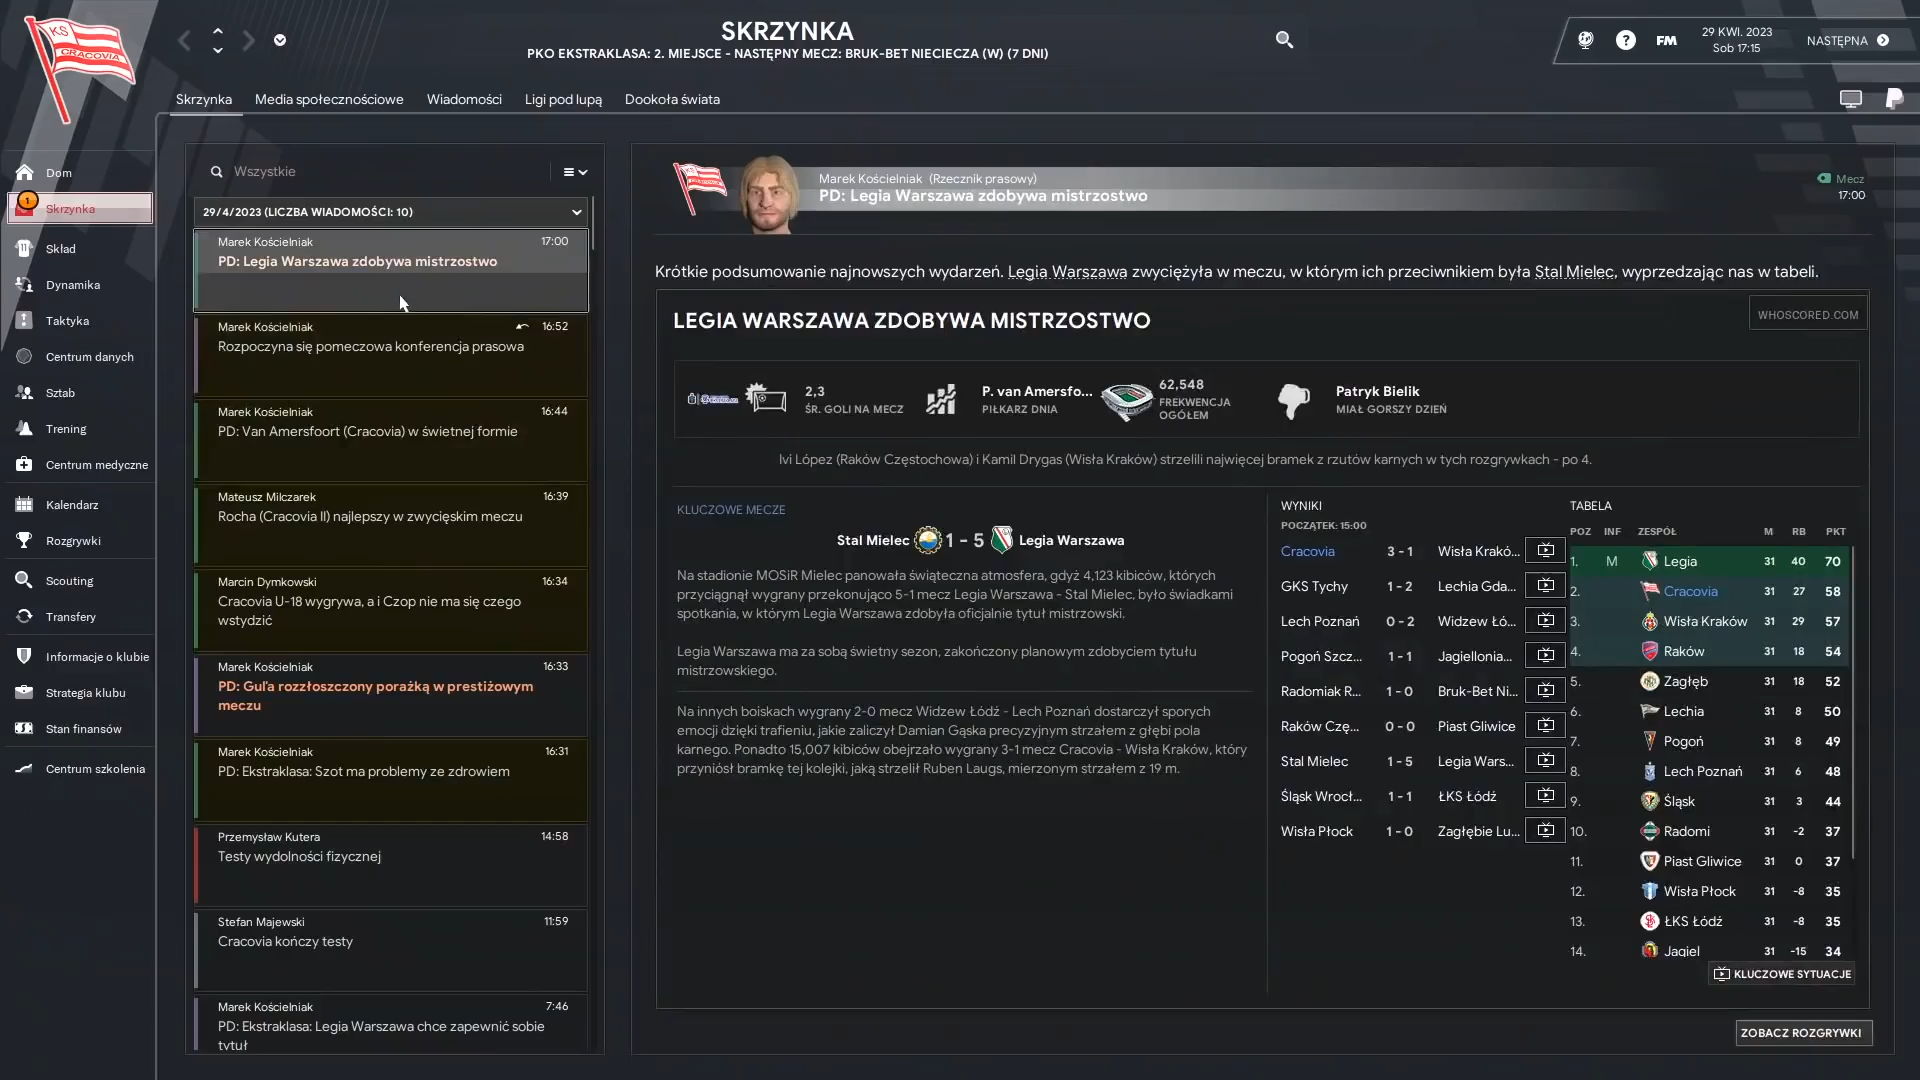 SKRZYNKA
PKO EKSTRAKLASA: 2. MIEJSCE - NASTĘPNY MECZ: BRUK-BET NIECIECZA (W) (7 DNI)
29 KWI. 2023
Sob 17:15
NASTĘPNA
FM
KS
CRACOVIA
Skrzynka
Media społecznościowe
Wiadomości
Ligi pod lupą
Dookoła świata
Dom
1
Skrzynka
Skład
Dynamika
Taktyka
Centrum danych
Sztab
Trening
Centrum medyczne
Kalendarz
Rozgrywki
Scouting
Transfery
Informacje o klubie
Strategia klubu
Stan finansów
Centrum szkolenia
Wszystkie
29/4/2023 (LICZBA WIADOMOŚCI: 10)
Marek Kościelniak 17:00
PD: Legia Warszawa zdobywa mistrzostwo
Marek Kościelniak 16:52
Rozpoczyna się pomeczowa konferencja prasowa
Marek Kościelniak 16:44
PD: Van Amersfoort (Cracovia) w świetnej formie
Mateusz Milczarek 16:39
Rocha (Cracovia II) najlepszy w zwycięskim meczu
Marcin Dymkowski 16:34
Cracovia U-18 wygrywa, a i Czop nie ma się czego
wstydzić
Marek Kościelniak 16:33
PD: Guľa rozzłoszczony porażką w prestiżowym
meczu
Marek Kościelniak 16:31
PD: Ekstraklasa: Szot ma problemy ze zdrowiem
Przemysław Kutera 14:58
Testy wydolności fizycznej
Stefan Majewski 11:59
Cracovia kończy testy
Marek Kościelniak 7:46
PD: Ekstraklasa: Legia Warszawa chce zapewnić sobie
tytuł
Marek Kościelniak (Rzecznik prasowy)
PD: Legia Warszawa zdobywa mistrzostwo
Mecz
17:00
Krótkie podsumowanie najnowszych wydarzeń. Legia Warszawa zwyciężyła w meczu, w którym ich przeciwnikiem była Stal Mielec, wyprzedzając nas w tabeli.
LEGIA WARSZAWA ZDOBYWA MISTRZOSTWO
WHOSCORED.COM
2,3
ŚR. GOLI NA MECZ
P. van Amersfo...
PIŁKARZ DNIA
62,548
FREKWENCJA
OGÓŁEM
Patryk Bielik
MIAŁ GORSZY DZIEŃ
Ivi López (Raków Częstochowa) i Kamil Drygas (Wisła Kraków) strzelili najwięcej bramek z rzutów karnych w tych rozgrywkach - po 4.
KLUCZOWE MECZE
Stal Mielec 1 - 5 Legia Warszawa
Na stadionie MOSiR Mielec panowała świąteczna atmosfera, gdyż 4,123 kibiców, których
przyciągnął wygrany przekonująco 5-1 mecz Legia Warszawa - Stal Mielec, było świadkami
spotkania, w którym Legia Warszawa zdobyła oficjalnie tytuł mistrzowski.
Legia Warszawa ma za sobą świetny sezon, zakończony planowym zdobyciem tytułu
mistrzowskiego.
Na innych boiskach wygrany 2-0 mecz Widzew Łódź - Lech Poznań dostarczył sporych
emocji dzięki trafieniu, jakie zaliczył Damian Gąska precyzyjnym strzałem z głębi pola
karnego. Ponadto 15,007 kibiców obejrzało wygrany 3-1 mecz Cracovia - Wisła Kraków, który
przyniósł bramkę tej kolejki, jaką strzelił Ruben Laugs, mierzonym strzałem z 19 m.
WYNIKI
POCZĄTEK: 15:00
Cracovia 3 - 1 Wisła Krakó...
GKS Tychy 1 - 2 Lechia Gda...
Lech Poznań 0 - 2 Widzew Łó...
Pogoń Szcz... 1 - 1 Jagiellonia...
Radomiak R... 1 - 0 Bruk-Bet Ni...
Raków Czę... 0 - 0 Piast Gliwice
Stal Mielec 1 - 5 Legia Wars...
Śląsk Wrocł... 1 - 1 ŁKS Łódź
Wisła Płock 1 - 0 Zagłębie Lu...
TABELA
POZ INF ZESPÓŁ M RB PKT
1. M Legia 31 40 70
2. Cracovia 31 27 58
3. Wisła Kraków 31 29 57
4. Raków 31 18 54
5. Zagłęb 31 18 52
6. Lechia 31 8 50
7. Pogoń 31 8 49
8. Lech Poznań 31 6 48
9. Śląsk 31 3 44
10. Radomi 31 -2 37
11. Piast Gliwice 31 0 37
12. Wisła Płock 31 -8 35
13. ŁKS Łódź 31 -8 35
14. Jagiel 31 -15 34
KLUCZOWE SYTUACJE
ZOBACZ ROZGRYWKI